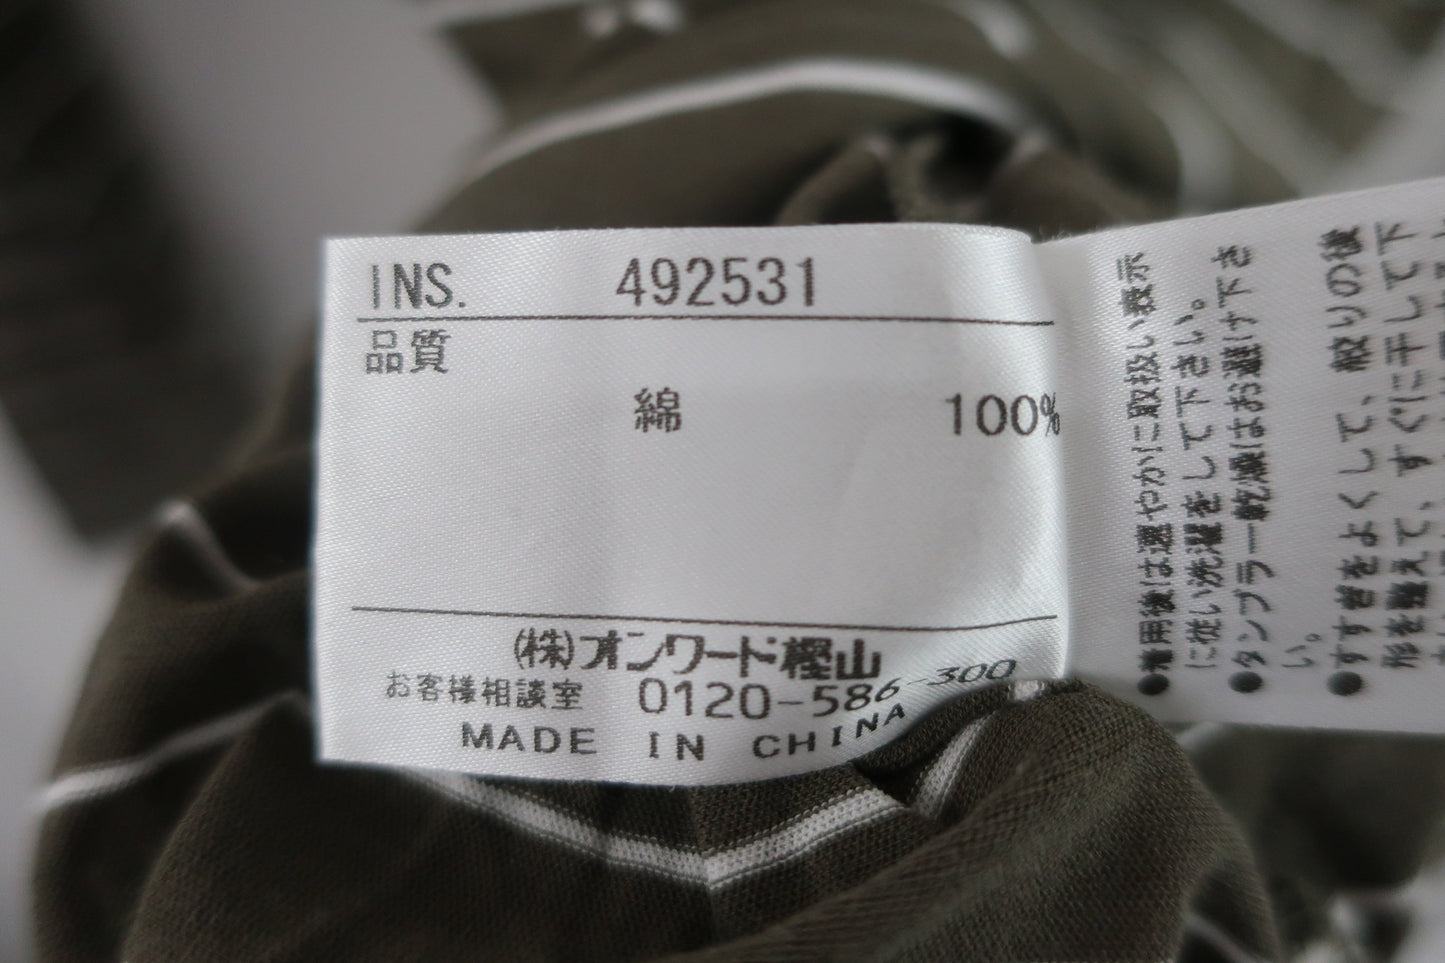 INS. 492531
品質
綿 100%
(株)オンワード樫山
お客様相談室 0120-586-300
MADE IN CHINA
●着用後は速やかに取扱い表示
に従い洗濯をして下さい。
●タンブラー乾燥はお避け下さ
い。
●すすぎをよくして、絞りの後
形を整えて、すぐに干して下